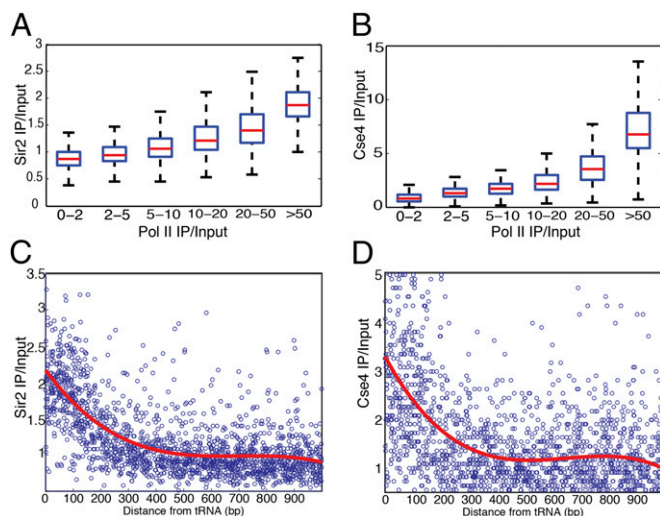 A
Sir2 IP/Input
3
2.5
2
1.5
1
0.5
0
0-2
2-5
5-10
10-20
20-50
>50
Pol II IP/Input
B
Cse4 IP/Input
15
10
5
0
0-2
2-5
5-10
10-20
20-50
>50
Pol II IP/Input
C
Sir2 IP/Input
3.5
3
2.5
2
1.5
1
0 100 200 300 400 500 600 700 800 900
Distance from tRNA (bp)
D
Cse4 IP/Input
5
4
3
2
1
0 100 200 300 400 500 600 700 800 900
Distance from tRNA (bp)